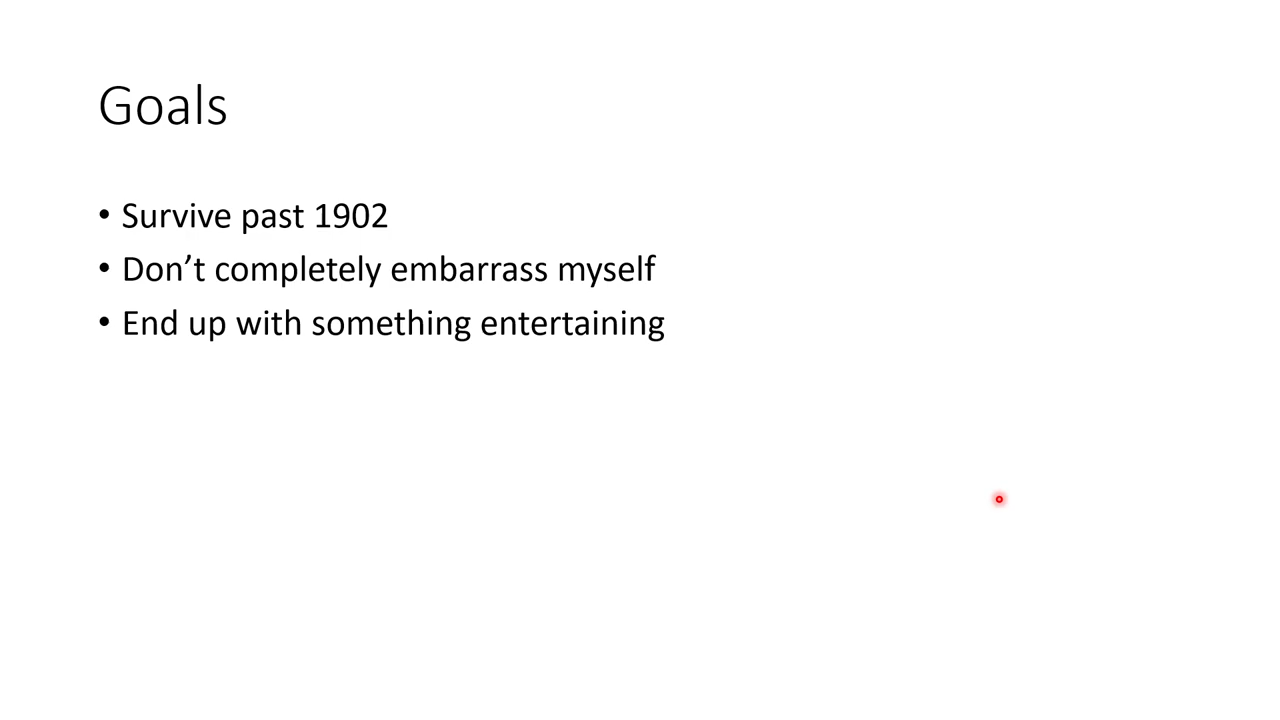 Goals
• Survive past 1902
• Don’t completely embarrass myself
• End up with something entertaining